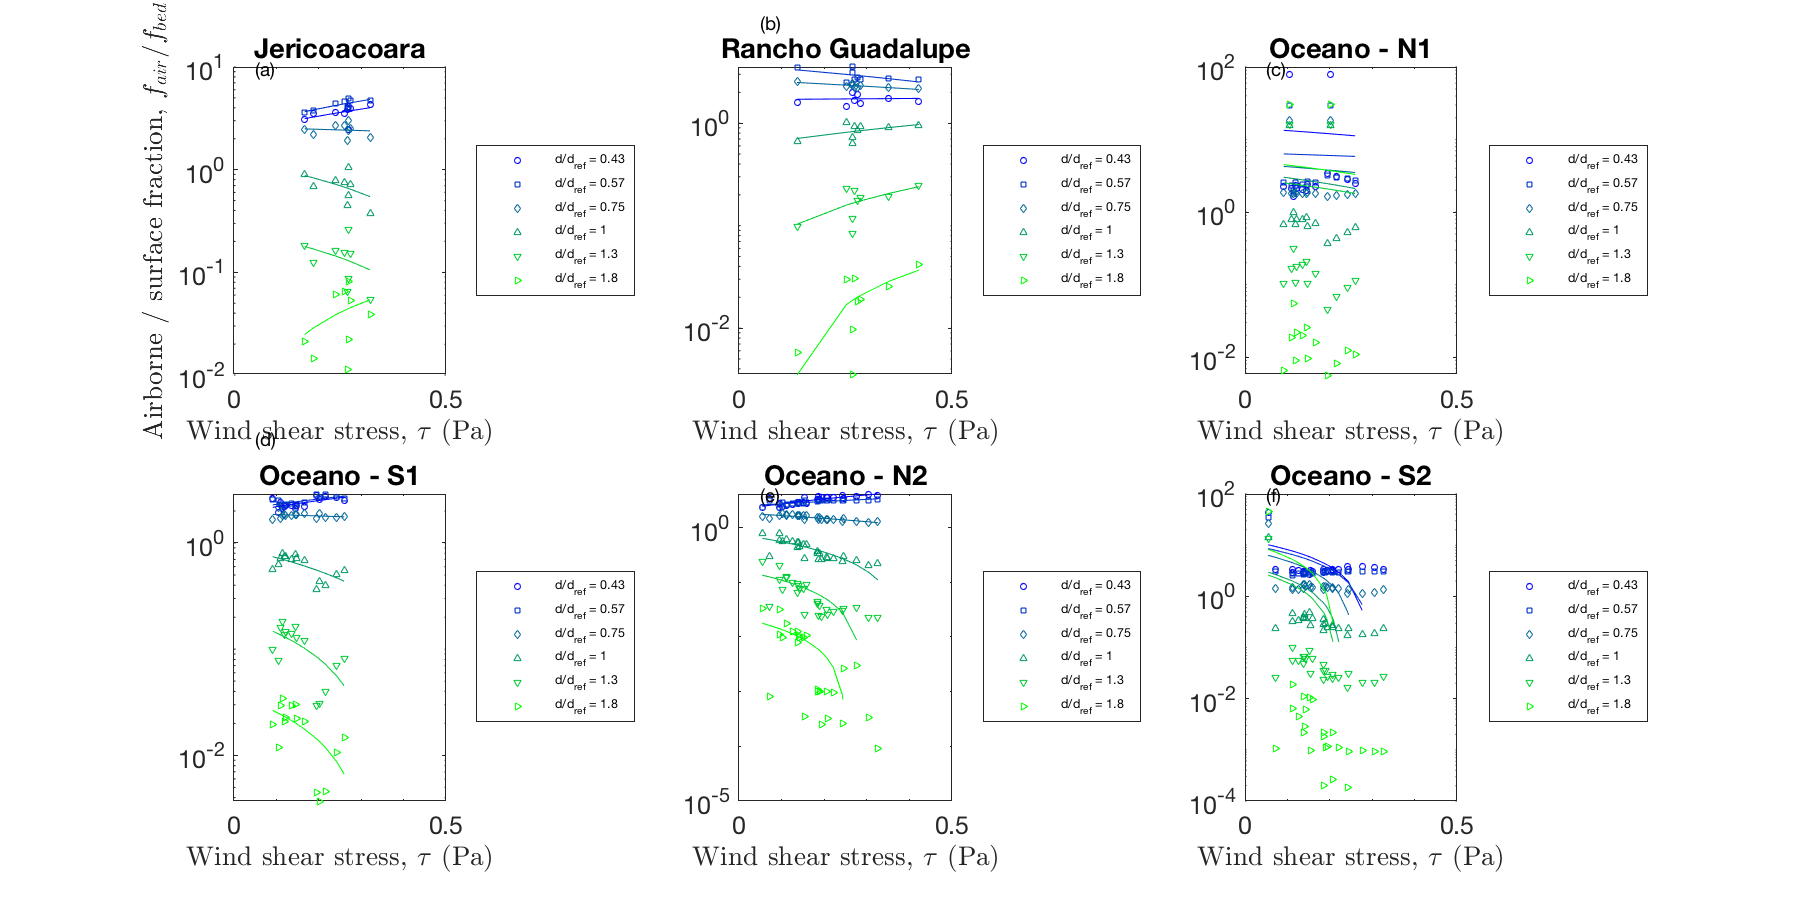 Airborne / surface fraction, f_air/f_bed
Jericoacoara
(a)
10^1
10^0
10^-1
10^-2
0
0.5
Wind shear stress, τ (Pa)
d/d_ref = 0.43
d/d_ref = 0.57
d/d_ref = 0.75
d/d_ref = 1
d/d_ref = 1.3
d/d_ref = 1.8
(b)
Rancho Guadalupe
10^0
10^-2
0
0.5
Wind shear stress, τ (Pa)
d/d_ref = 0.43
d/d_ref = 0.57
d/d_ref = 0.75
d/d_ref = 1
d/d_ref = 1.3
d/d_ref = 1.8
Oceano - N1
(c)
10^2
10^0
10^-2
0
0.5
Wind shear stress, τ (Pa)
d/d_ref = 0.43
d/d_ref = 0.57
d/d_ref = 0.75
d/d_ref = 1
d/d_ref = 1.3
d/d_ref = 1.8
(d)
Oceano - S1
10^0
10^-2
0
0.5
Wind shear stress, τ (Pa)
d/d_ref = 0.43
d/d_ref = 0.57
d/d_ref = 0.75
d/d_ref = 1
d/d_ref = 1.3
d/d_ref = 1.8
Oceano - N2
(e)
10^0
10^-5
0
0.5
Wind shear stress, τ (Pa)
d/d_ref = 0.43
d/d_ref = 0.57
d/d_ref = 0.75
d/d_ref = 1
d/d_ref = 1.3
d/d_ref = 1.8
Oceano - S2
(f)
10^2
10^0
10^-2
10^-4
0
0.5
Wind shear stress, τ (Pa)
d/d_ref = 0.43
d/d_ref = 0.57
d/d_ref = 0.75
d/d_ref = 1
d/d_ref = 1.3
d/d_ref = 1.8